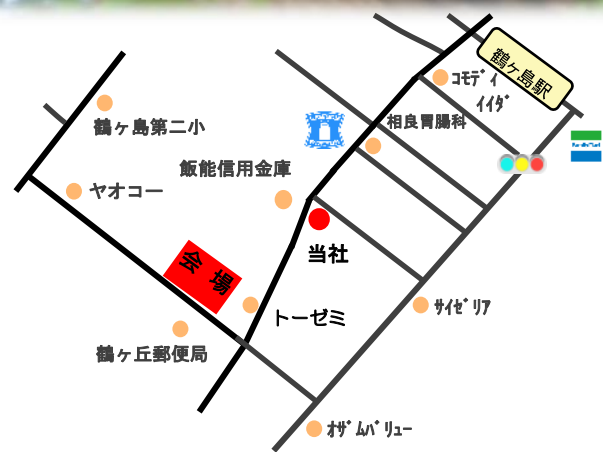 鶴ヶ島駅
コモディ
イイダ
相良胃腸科
FamilyMart
鶴ヶ島第二小
飯能信用金庫
ヤオコー
当社
会場
トーゼミ
サイゼリア
鶴ヶ丘郵便局
オザムバリュー